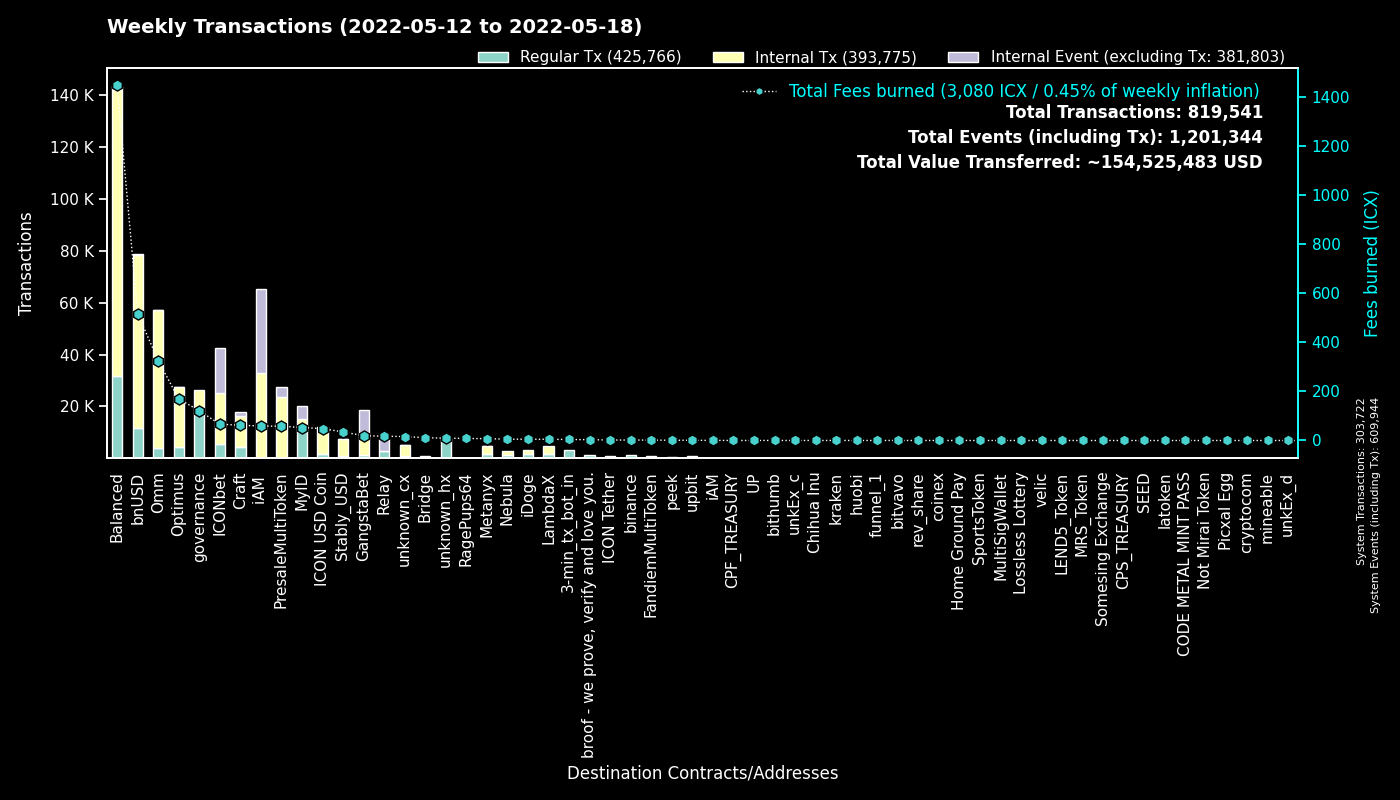 Weekly Transactions (2022-05-12 to 2022-05-18)
Regular Tx (425,766)
Internal Tx (393,775)
Internal Event (excluding Tx: 381,803)
Total Fees burned (3,080 ICX / 0.45% of weekly inflation)
Total Transactions: 819,541
Total Events (including Tx): 1,201,344
Total Value Transferred: ~154,525,483 USD
Transactions
140 K
120 K
100 K
80 K
60 K
40 K
20 K
1400
1200
1000
800
600
400
200
0
Fees burned (ICX)
System Transactions: 303,722
System Events (including Tx): 609,944
Balanced
bnUSD
Omm
Optimus
governance
ICONbet
Craft
iAM
PresaleMultiToken
MyID
ICON USD Coin
Stably_USD
GangstaBet
Relay
unknown_cx
Bridge
unknown_hx
RagePups64
Metanyx
Nebula
iDoge
LambdaX
3-min_tx_bot_in
broof - we prove, verify and love you.
ICON Tether
binance
FandiemMultiToken
peek
upbit
iAM
CPF_TREASURY
UP
bithumb
unkEx_c
Chihua Inu
kraken
huobi
funnel_1
bitvavo
rev_share
coinex
Home Ground Pay
SportsToken
MultiSigWallet
Lossless Lottery
velic
LEND5_Token
MRS_Token
Somesing Exchange
CPS_TREASURY
SEED
latoken
CODE METAL MINT PASS
Not Mirai Token
Picxal Egg
cryptocom
mineable
unkEx_d
Destination Contracts/Addresses